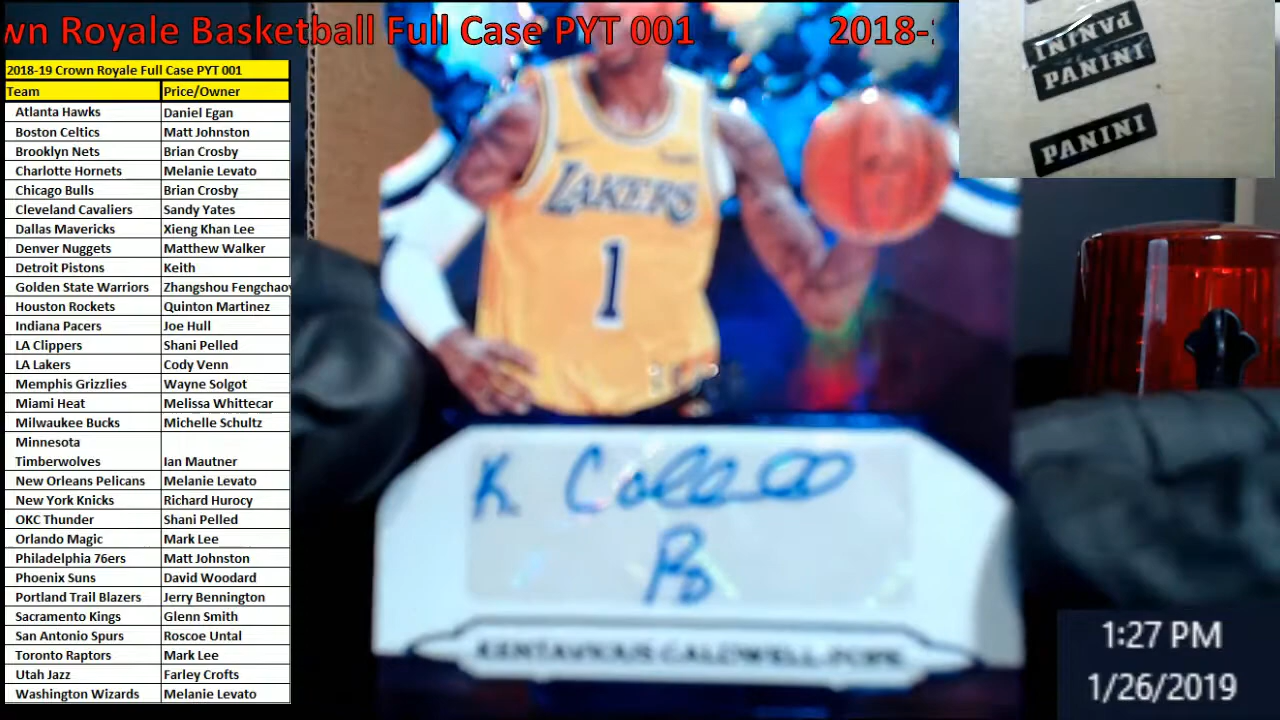 wn Royale Basketball Full Case PYT 001 2018-
2018-19 Crown Royale Full Case PYT 001
Team Price/Owner
Atlanta Hawks Daniel Egan
Boston Celtics Matt Johnston
Brooklyn Nets Brian Crosby
Charlotte Hornets Melanie Levato
Chicago Bulls Brian Crosby
Cleveland Cavaliers Sandy Yates
Dallas Mavericks Xieng Khan Lee
Denver Nuggets Matthew Walker
Detroit Pistons Keith
Golden State Warriors Zhangshou Fengchaov
Houston Rockets Quinton Martinez
Indiana Pacers Joe Hull
LA Clippers Shani Pelled
LA Lakers Cody Venn
Memphis Grizzlies Wayne Solgot
Miami Heat Melissa Whittecar
Milwaukee Bucks Michelle Schultz
Minnesota
Timberwolves Ian Mautner
New Orleans Pelicans Melanie Levato
New York Knicks Richard Hurocy
OKC Thunder Shani Pelled
Orlando Magic Mark Lee
Philadelphia 76ers Matt Johnston
Phoenix Suns David Woodard
Portland Trail Blazers Jerry Bennington
Sacramento Kings Glenn Smith
San Antonio Spurs Roscoe Untal
Toronto Raptors Mark Lee
Utah Jazz Farley Crofts
Washington Wizards Melanie Levato
LAKERS
1
KENTAVIOUS CALDWELL-POPE
PANINI
PANINI
PANINI
1:27 PM
1/26/2019